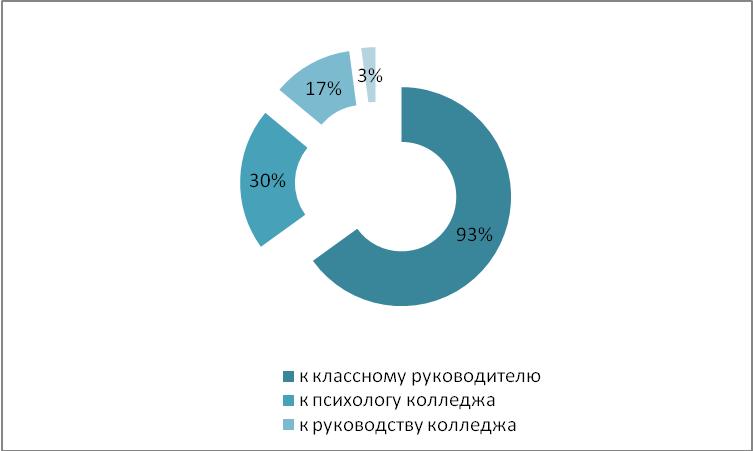 3%
17%
30%
93%
к классному руководителю
к психологу колледжа
к руководству колледжа